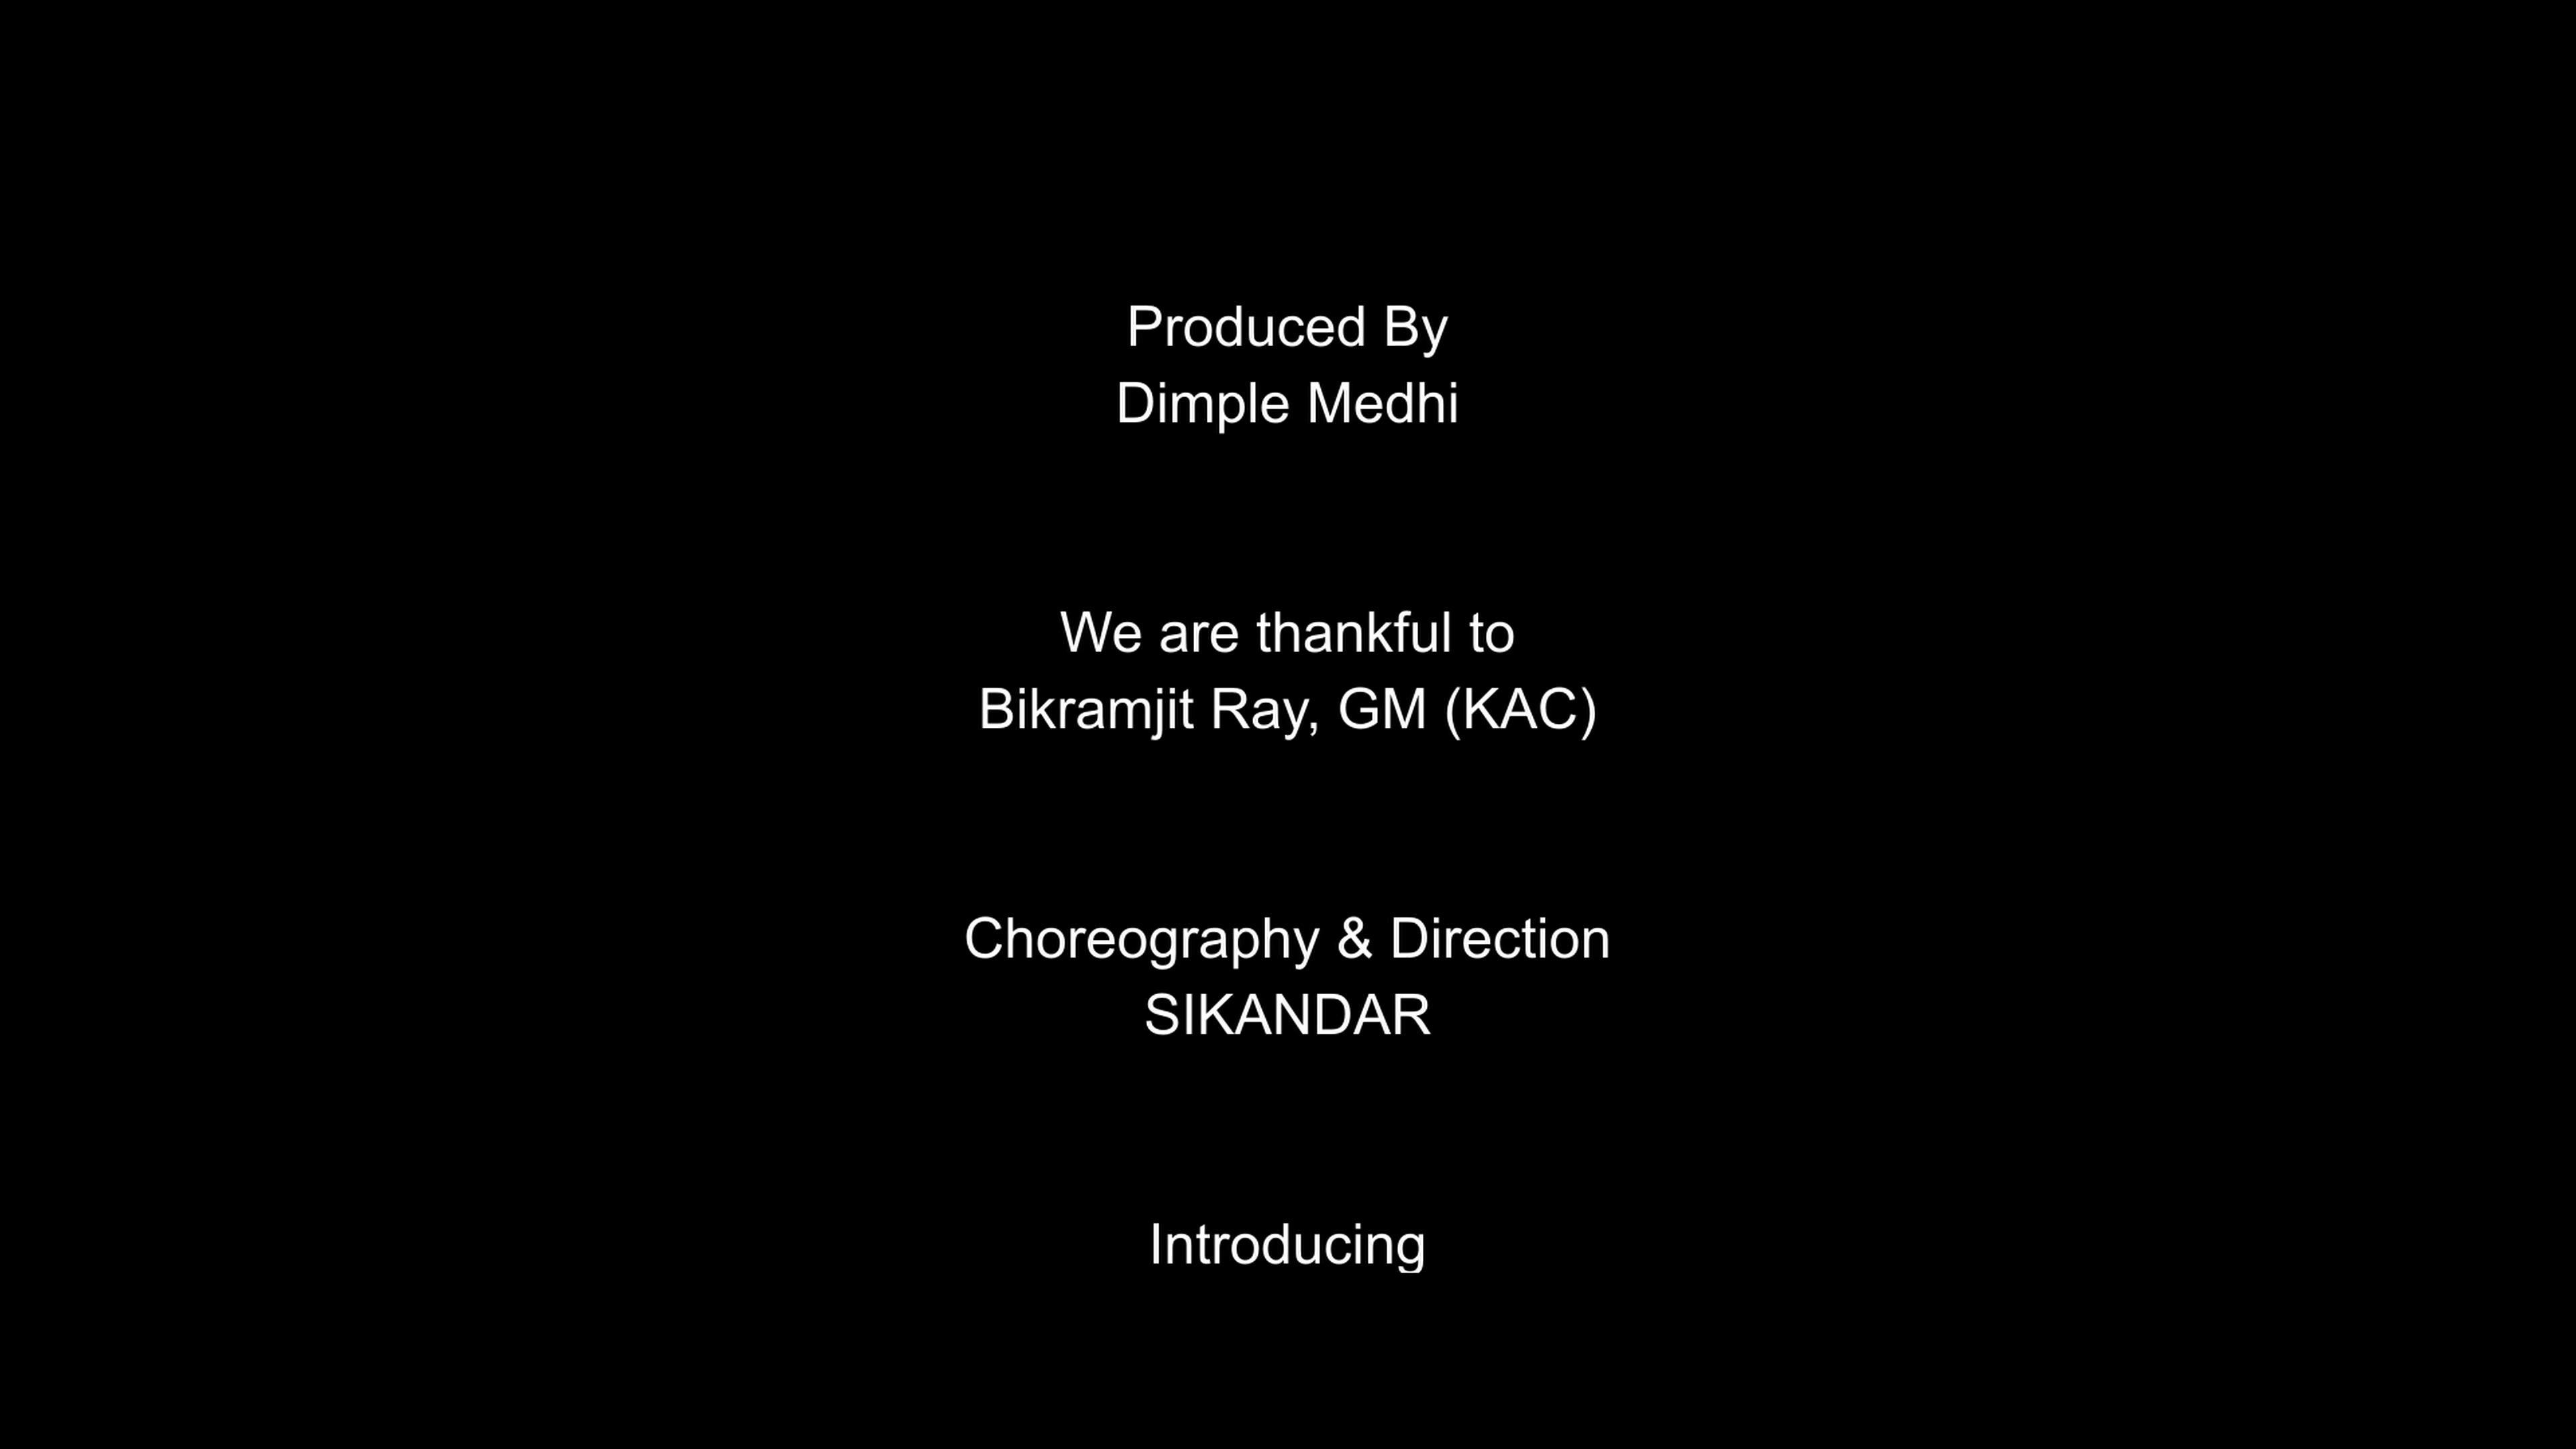 Produced By
Dimple Medhi
We are thankful to
Bikramjit Ray, GM (KAC)
Choreography & Direction
SIKANDAR
Introducing